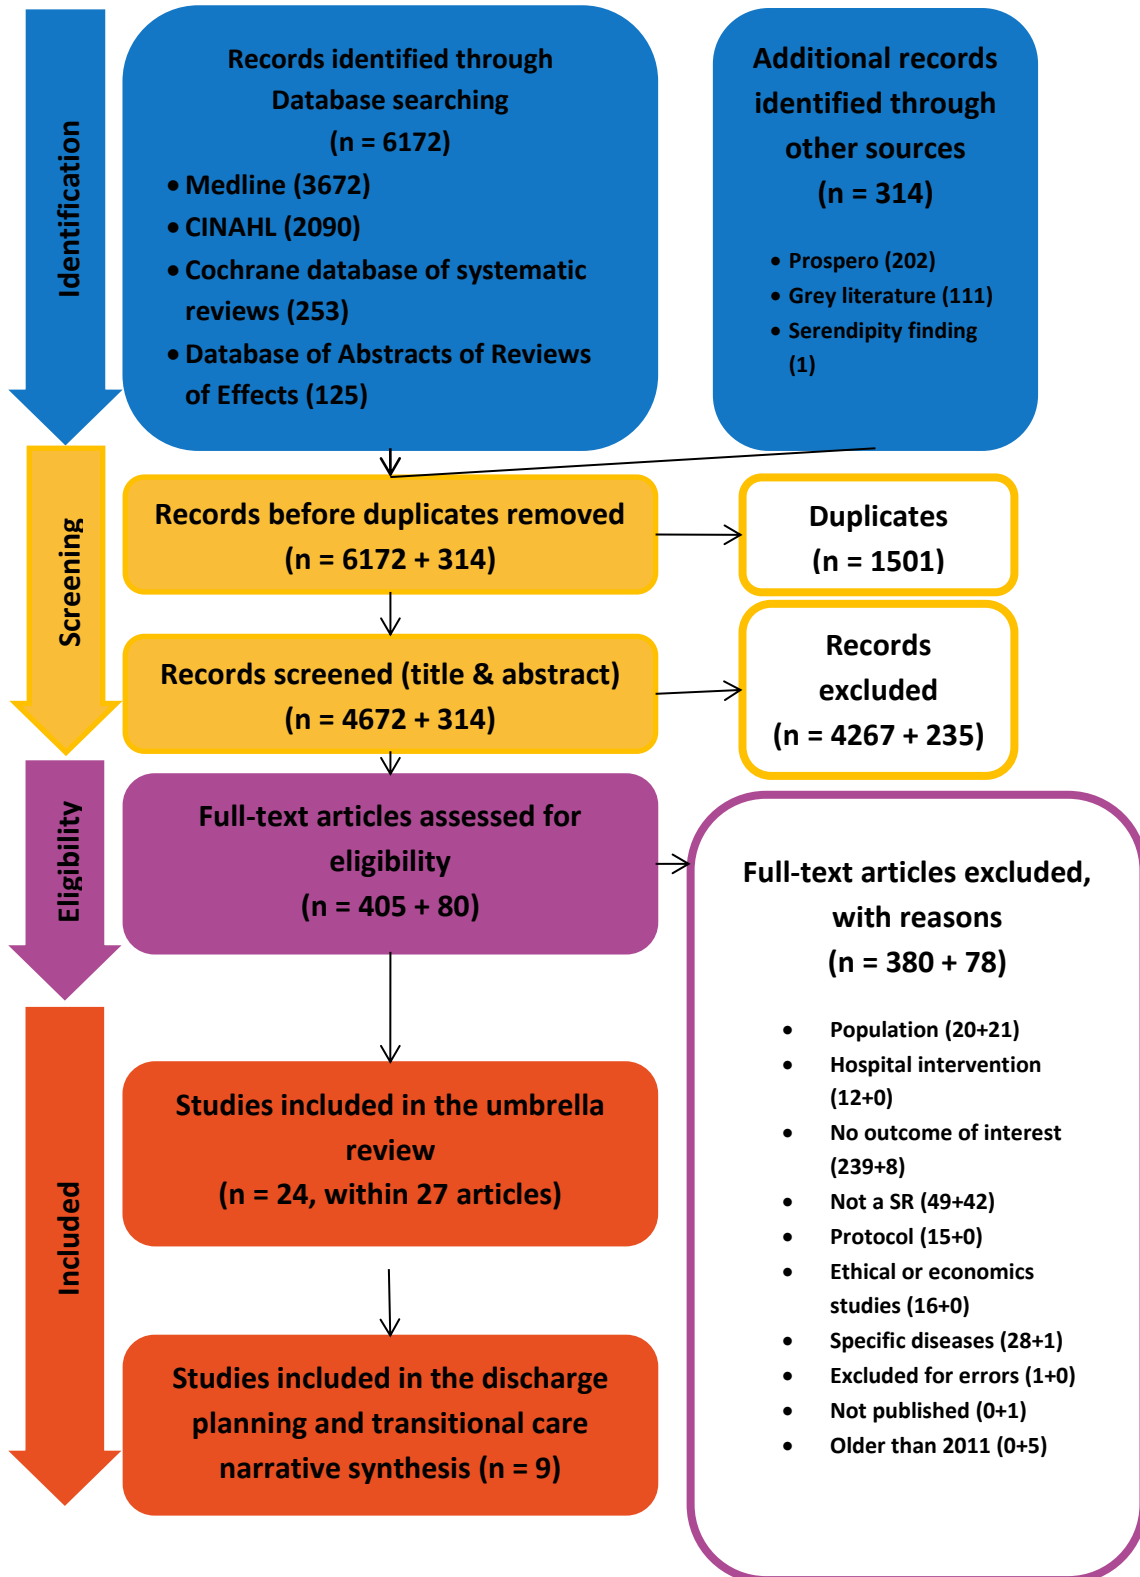 Identification
Records identified through
Database searching
(n = 6172)
• Medline (3672)
• CINAHL (2090)
• Cochrane database of systematic
reviews (253)
• Database of Abstracts of Reviews
of Effects (125)
Additional records
identified through
other sources
(n = 314)
• Prospero (202)
• Grey literature (111)
• Serendipity finding
(1)
Screening
Records before duplicates removed
(n = 6172 + 314)
Duplicates
(n = 1501)
Records screened (title & abstract)
(n = 4672 + 314)
Records
excluded
(n = 4267 + 235)
Eligibility
Full-text articles assessed for
eligibility
(n = 405 + 80)
Full-text articles excluded,
with reasons
(n = 380 + 78)
• Population (20+21)
• Hospital intervention
(12+0)
• No outcome of interest
(239+8)
• Not a SR (49+42)
• Protocol (15+0)
• Ethical or economics
studies (16+0)
• Specific diseases (28+1)
• Excluded for errors (1+0)
• Not published (0+1)
• Older than 2011 (0+5)
Included
Studies included in the umbrella
review
(n = 24, within 27 articles)
Studies included in the discharge
planning and transitional care
narrative synthesis (n = 9)